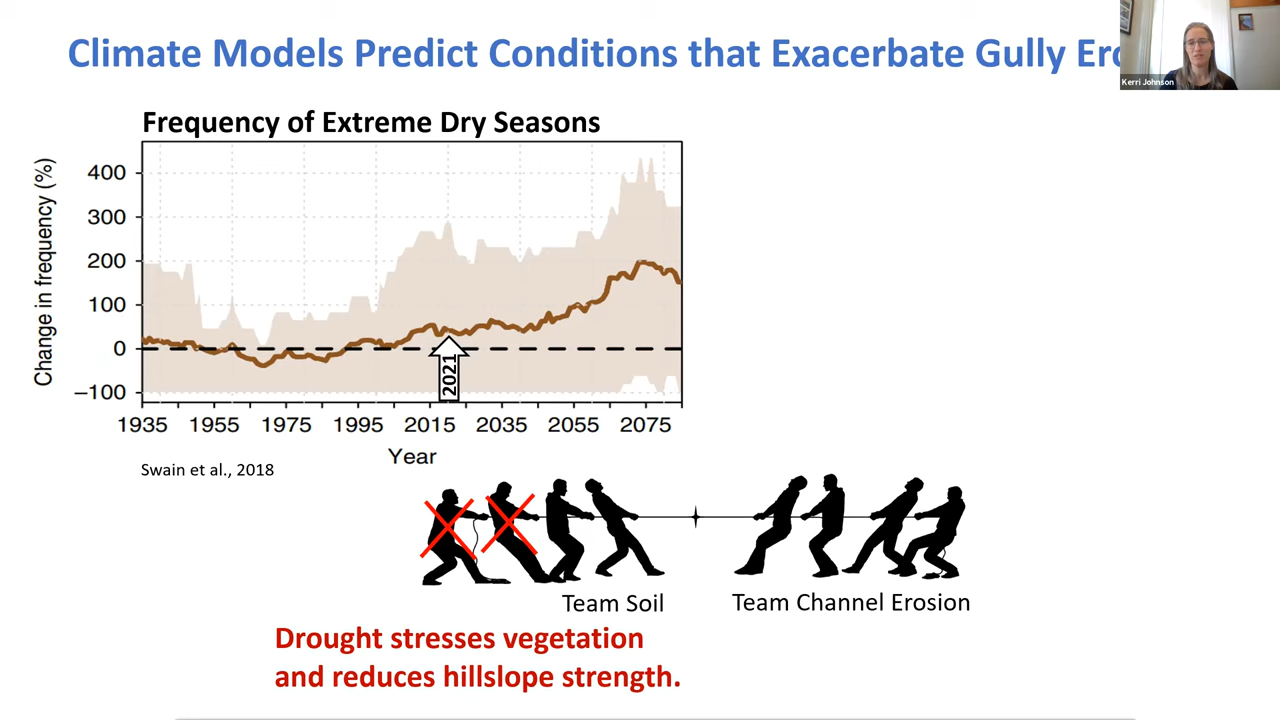 Climate Models Predict Conditions that Exacerbate Gully
Kerri Johnson
Frequency of Extreme Dry Seasons
Change in frequency (%)
400
300
200
100
0
−100
2021
1935 1955 1975 1995 2015 2035 2055 2075
Year
Swain et al., 2018
Team Soil
Team Channel Erosion
Drought stresses vegetation
and reduces hillslope strength.